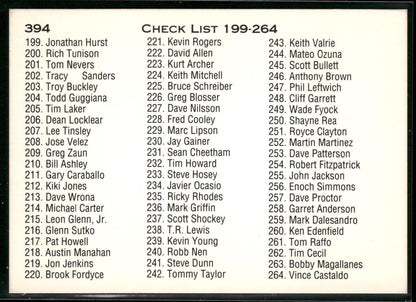 394
CHECK LIST 199-264
199. Jonathan Hurst
200. Rich Tunison
201. Tom Nevers
202. Tracy Sanders
203. Troy Buckley
204. Todd Guggiana
205. Tim Laker
206. Dean Locklear
207. Lee Tinsley
208. Jose Velez
209. Greg Zaun
210. Bill Ashley
211. Gary Caraballo
212. Kiki Jones
213. Dave Wrona
214. Michael Carter
215. Leon Glenn, Jr.
216. Glenn Sutko
217. Pat Howell
218. Austin Manahan
219. Jon Jenkins
220. Brook Fordyce
221. Kevin Rogers
222. David Allen
223. Kurt Archer
224. Keith Mitchell
225. Bruce Schreiber
226. Greg Blosser
227. Dave Nilsson
228. Fred Cooley
229. Marc Lipson
230. Jay Gainer
231. Sean Cheetham
232. Tim Howard
233. Steve Hosey
234. Javier Ocasio
235. Ricky Rhodes
236. Mark Griffin
237. Scott Shockey
238. T.R. Lewis
239. Kevin Young
240. Robb Nen
241. Steve Dunn
242. Tommy Taylor
243. Keith Valrie
244. Mateo Ozuna
245. Scott Bullett
246. Anthony Brown
247. Phil Leftwich
248. Cliff Garrett
249. Wade Fyock
250. Shayne Rea
251. Royce Clayton
252. Martin Martinez
253. Dave Patterson
254. Robert Fitzpatrick
255. John Jackson
256. Enoch Simmons
257. Dave Proctor
258. Garret Anderson
259. Mark Dalesandro
260. Ken Edenfield
261. Tom Raffo
262. Tim Cecil
263. Bobby Magallanes
264. Vince Castaldo